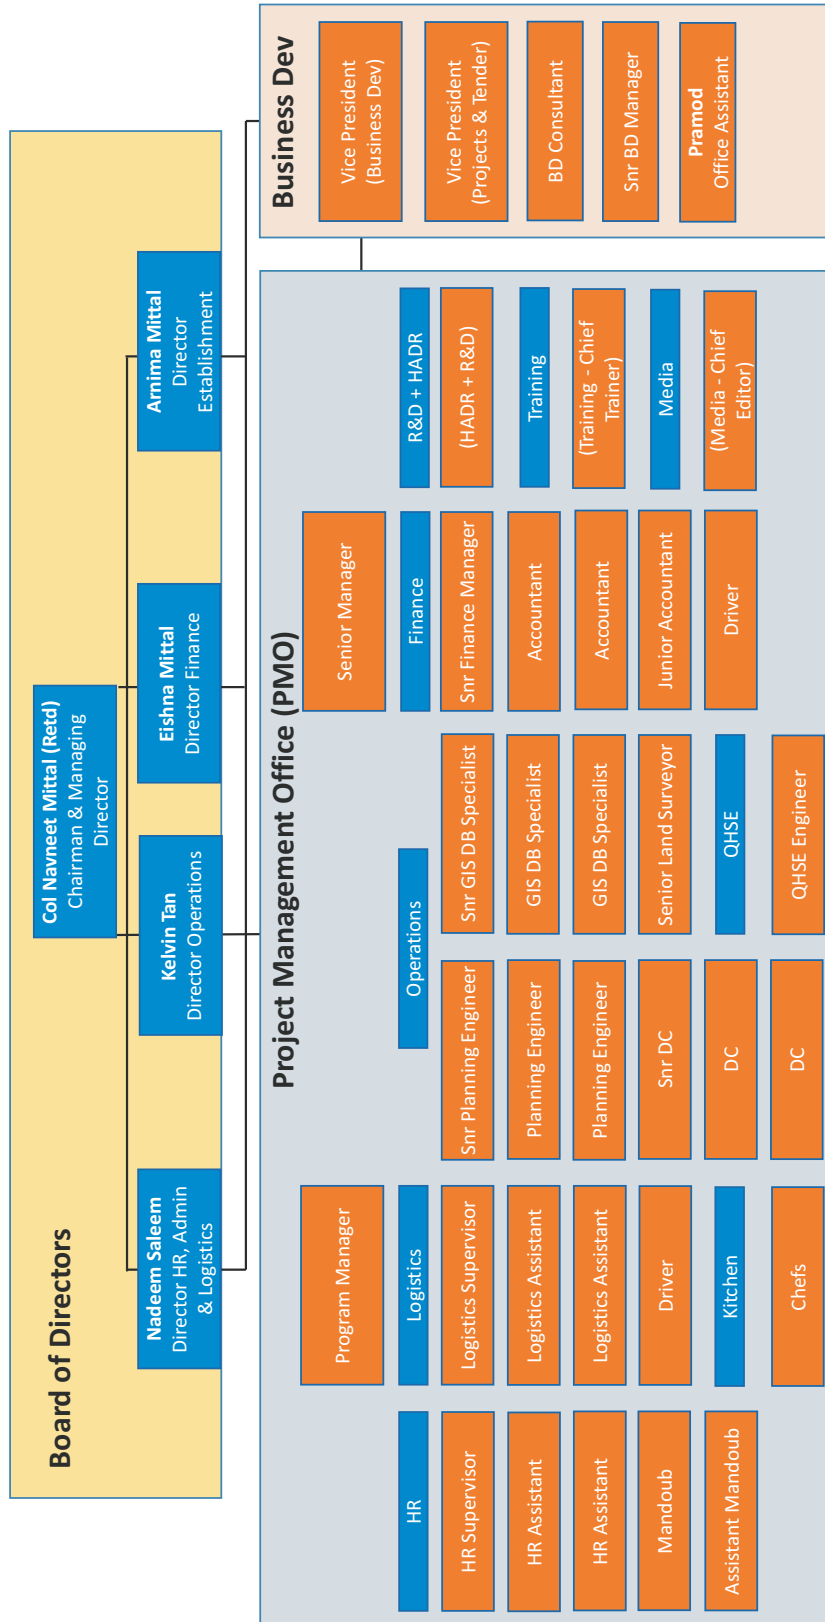 Board of Directors
Col Navneet Mittal (Retd)
Chairman & Managing
Director
Nadeem Saleem
Director HR, Admin
& Logistics
Kelvin Tan
Director Operations
Eishna Mittal
Director Finance
Arnima Mittal
Director
Establishment
Project Management Office (PMO)
Program Manager
Senior Manager
HR
HR Supervisor
HR Assistant
HR Assistant
Mandoub
Assistant Mandoub
Logistics
Logistics Supervisor
Logistics Assistant
Logistics Assistant
Driver
Kitchen
Chefs
Operations
Snr Planning Engineer
Planning Engineer
Planning Engineer
Snr DC
DC
DC
Snr GIS DB Specialist
GIS DB Specialist
GIS DB Specialist
Senior Land Surveyor
QHSE
QHSE Engineer
Finance
Snr Finance Manager
Accountant
Accountant
Junior Accountant
Driver
R&D + HADR
(HADR + R&D)
Training
(Training - Chief
Trainer)
Media
(Media - Chief
Editor)
Business Dev
Vice President
(Business Dev)
Vice President
(Projects & Tender)
BD Consultant
Snr BD Manager
Pramod
Office Assistant